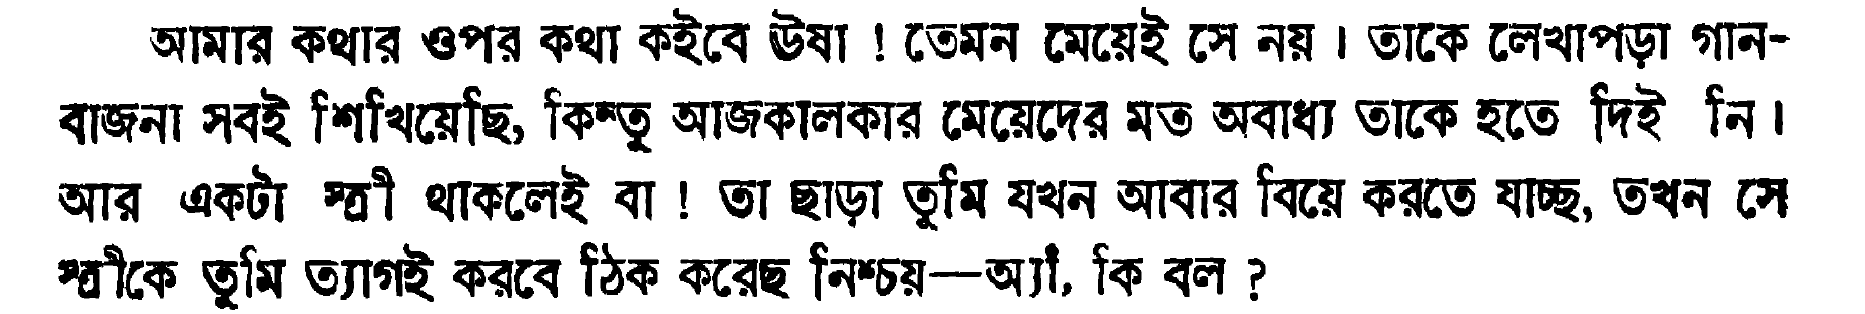 আমার কথার ওপর কথা কইবে ঊষা ! তেমন মেয়েই সে নয় । তাকে লেখাপড়া গান-
বাজনা সবই শিখিয়েছি, কিন্তু আজকালকার মেয়েদের মত অবাধ্য তাকে হতে দিই নি ।
আর একটা স্ত্রী থাকলেই বা ! তা ছাড়া তুমি যখন আবার বিয়ে করতে যাচ্ছ, তখন সে
স্ত্রীকে তুমি ত্যাগই করবে ঠিক করেছ নিশ্চয়—অ্যাঁ, কি বল ?